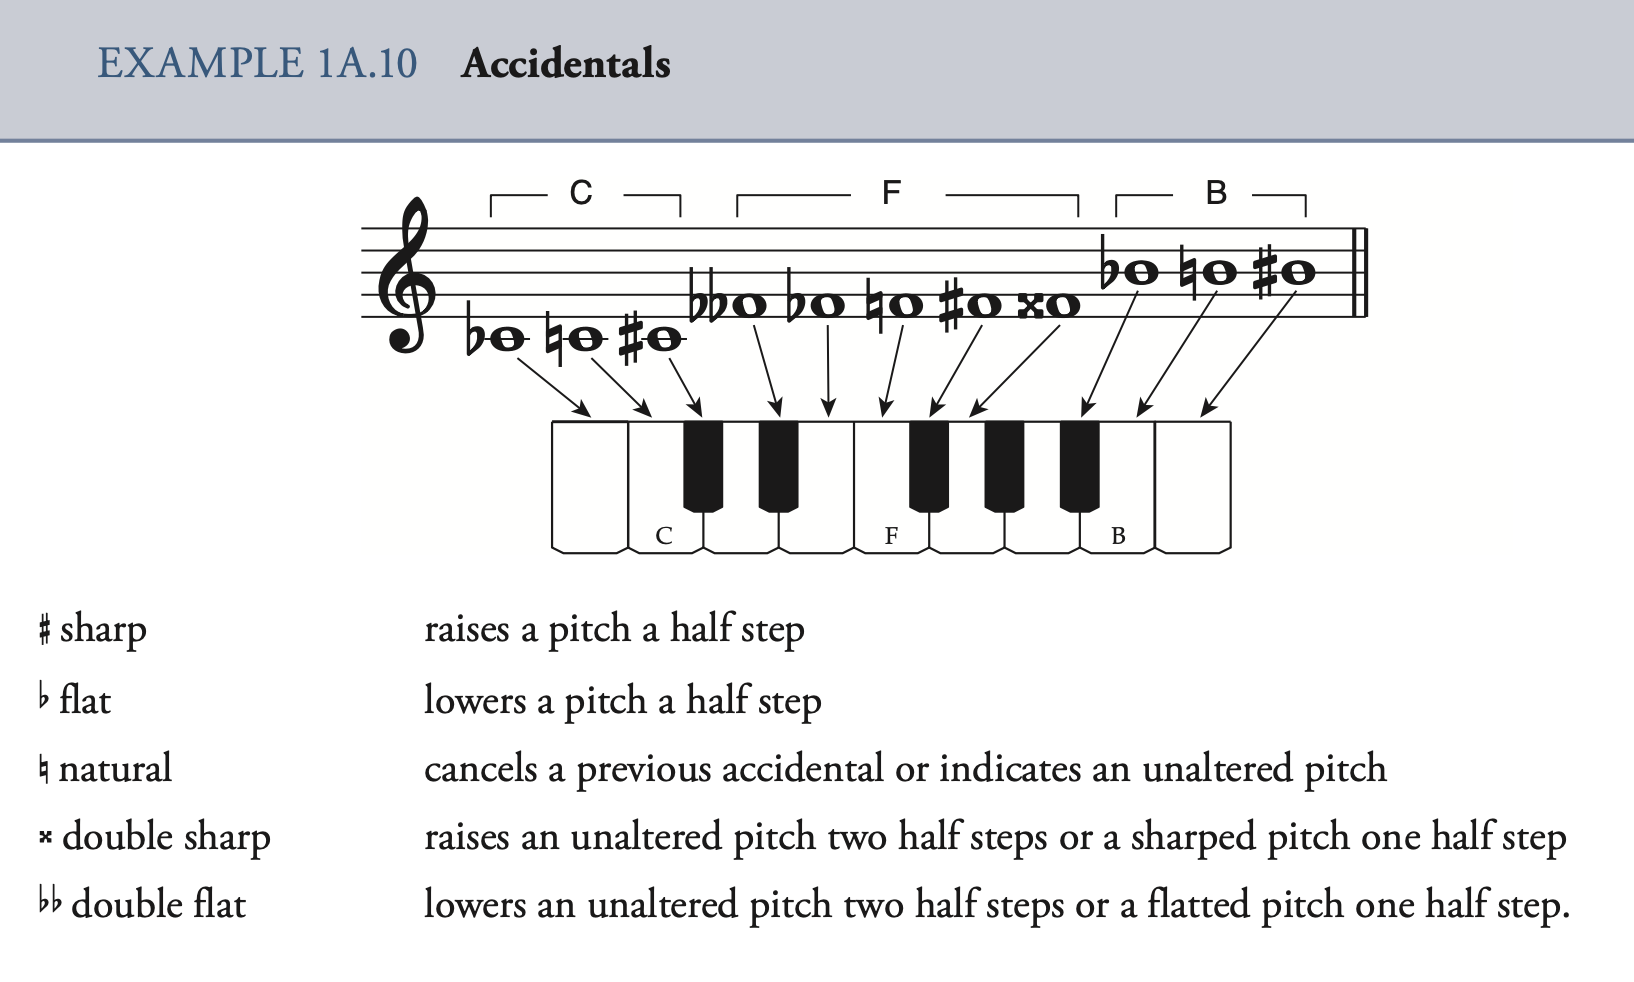 EXAMPLE 1A.10 Accidentals
C F B
C F B
♯ sharp raises a pitch a half step
♭ flat lowers a pitch a half step
♮ natural cancels a previous accidental or indicates an unaltered pitch
𝄪 double sharp raises an unaltered pitch two half steps or a sharped pitch one half step
♭♭ double flat lowers an unaltered pitch two half steps or a flatted pitch one half step.